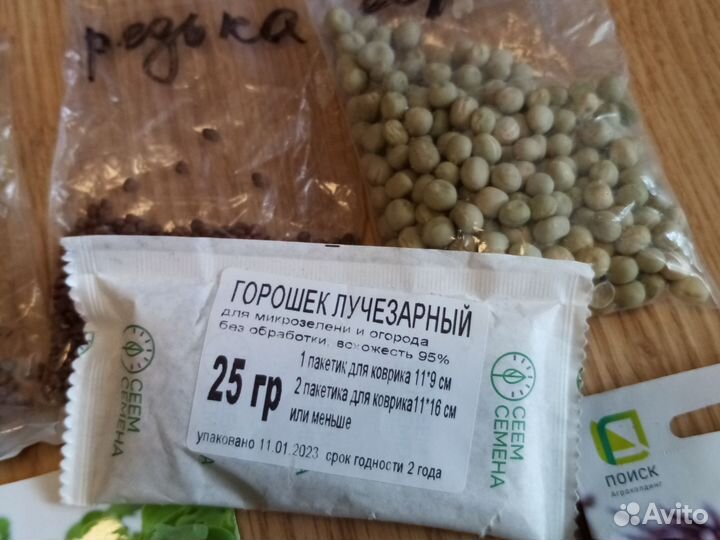 редька
ГОРОШЕК ЛУЧЕЗАРНЫЙ
для микрозелени и огорода
без обработки, всхожесть 95%
1 пакетик для коврика 11*9 см
25 гр
2 пакетика для коврика11*16 см
или меньше
упаковано 11.01.2023 срок годности 2 года
СЕЕМ
СЕМЕНА
СЕЕМ
СЕМЕНА
ПОИСК
Агрохолдинг
Avito